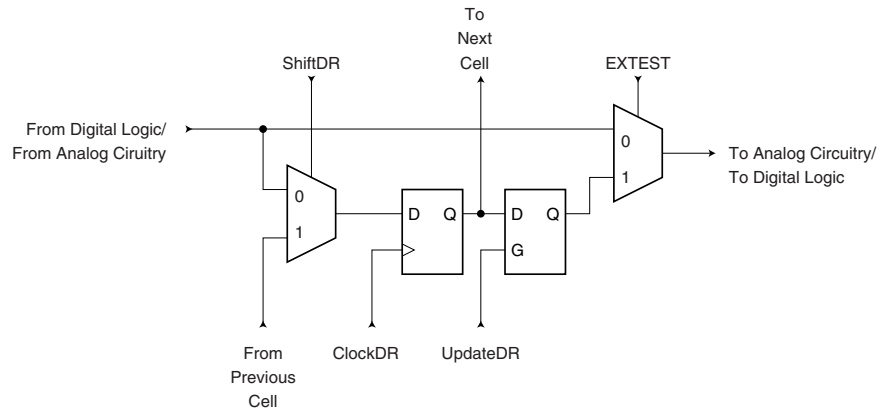 To
Next
Cell
ShiftDR
EXTEST
From Digital Logic/
From Analog Ciruitry
0
1
To Analog Circuitry/
To Digital Logic
0
1
D Q
D Q
G
From
Previous
Cell
ClockDR
UpdateDR